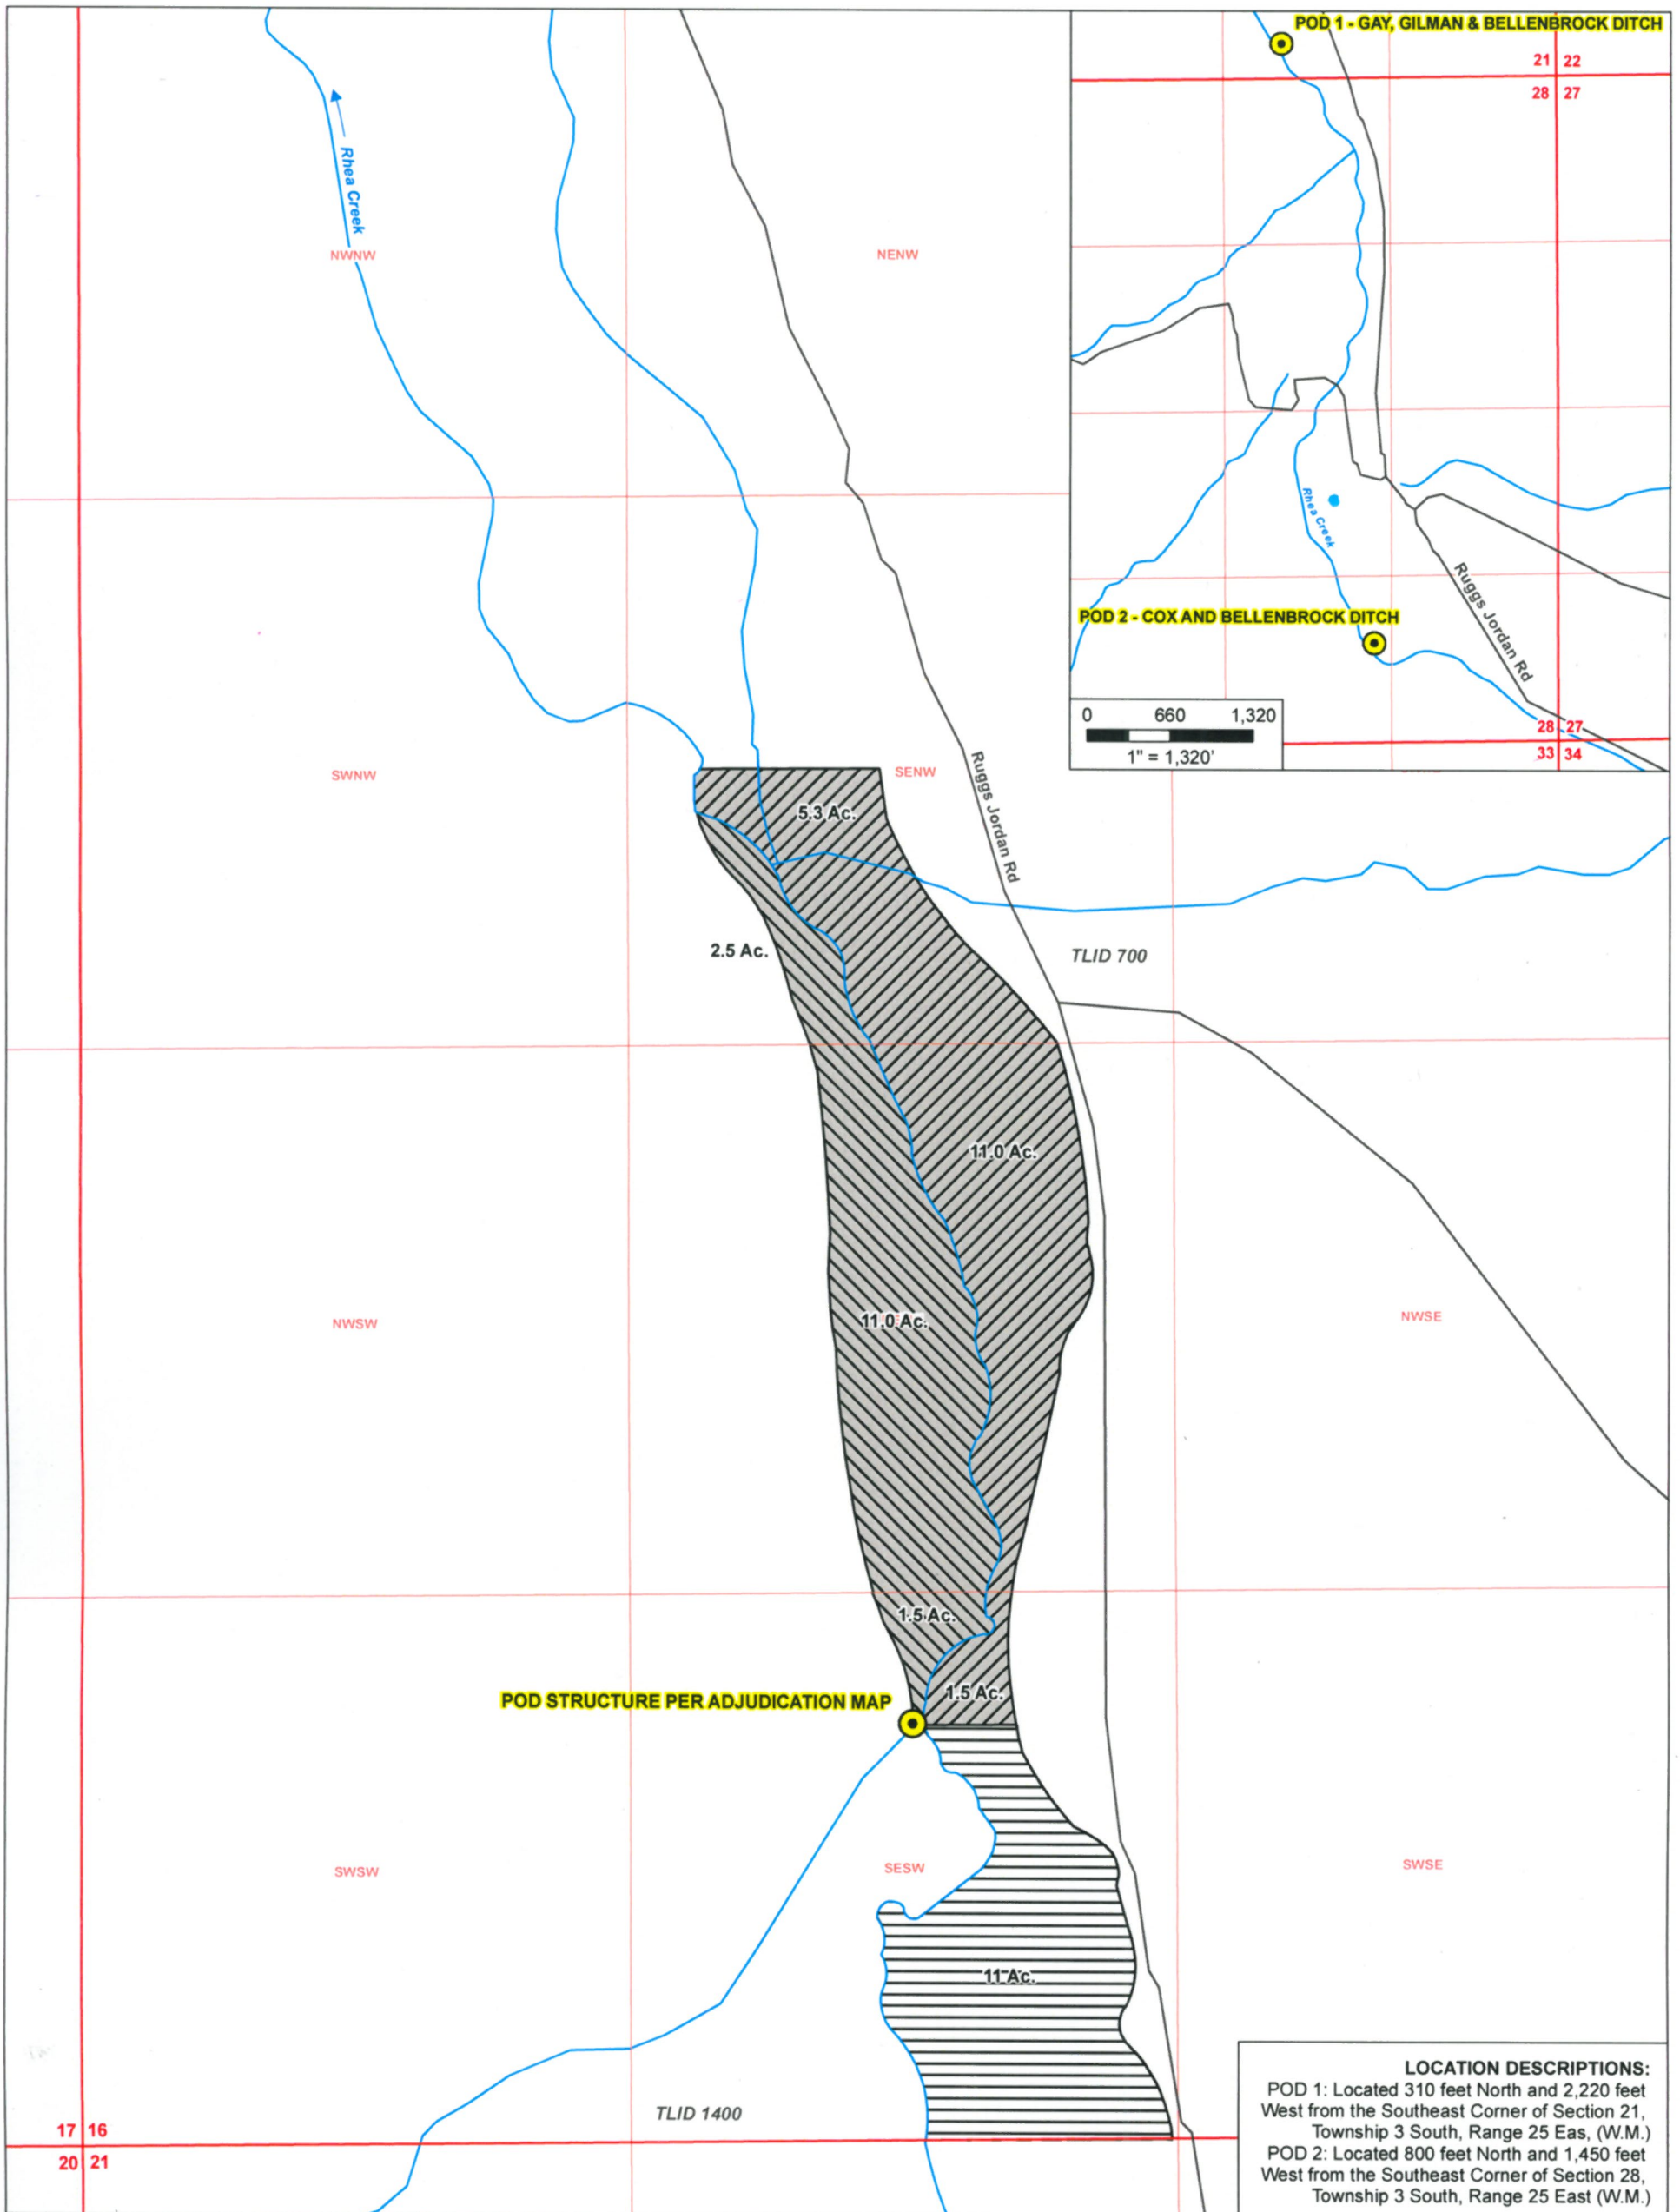 POD 1 - GAY, GILMAN & BELLENBROCK DITCH
21 22
28 27
Rhea Creek
Ruggs Jordan Rd
POD 2 - COX AND BELLENBROCK DITCH
28 27
33 34
0 660 1,320
1" = 1,320'
Rhea Creek
NWNW
NENW
SWNW
SENW
Ruggs Jordan Rd
5.3 Ac.
2.5 Ac.
TLID 700
11.0 Ac.
11.0 Ac.
NWSW
NWSE
1.5 Ac.
1.5 Ac.
POD STRUCTURE PER ADJUDICATION MAP
SWSW
SESW
SWSE
11 Ac.
TLID 1400
17 16
20 21
LOCATION DESCRIPTIONS:
POD 1: Located 310 feet North and 2,220 feet
West from the Southeast Corner of Section 21,
Township 3 South, Range 25 Eas, (W.M.)
POD 2: Located 800 feet North and 1,450 feet
West from the Southeast Corner of Section 28,
Township 3 South, Range 25 East (W.M.)